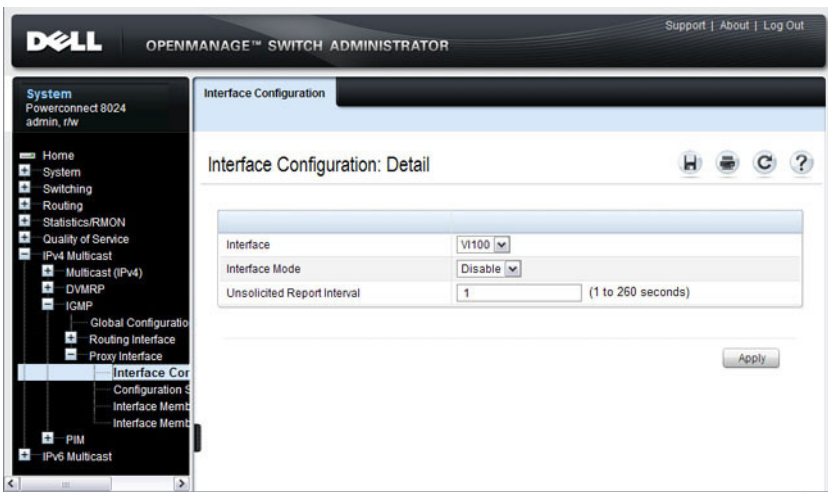 Support | About | Log Out
DELL OPENMANAGE™ SWITCH ADMINISTRATOR
System
Powerconnect 8024
admin, r/w
Interface Configuration
Home
System
Switching
Routing
Statistics/RMON
Quality of Service
IPv4 Multicast
Multicast (IPv4)
DVMRP
IGMP
Global Configuratio
Routing Interface
Proxy Interface
Interface Cor
Configuration S
Interface Memb
Interface Memb
PIM
IPv6 Multicast
Interface Configuration: Detail
Interface Vl100
Interface Mode Disable
Unsolicited Report Interval 1 (1 to 260 seconds)
Apply